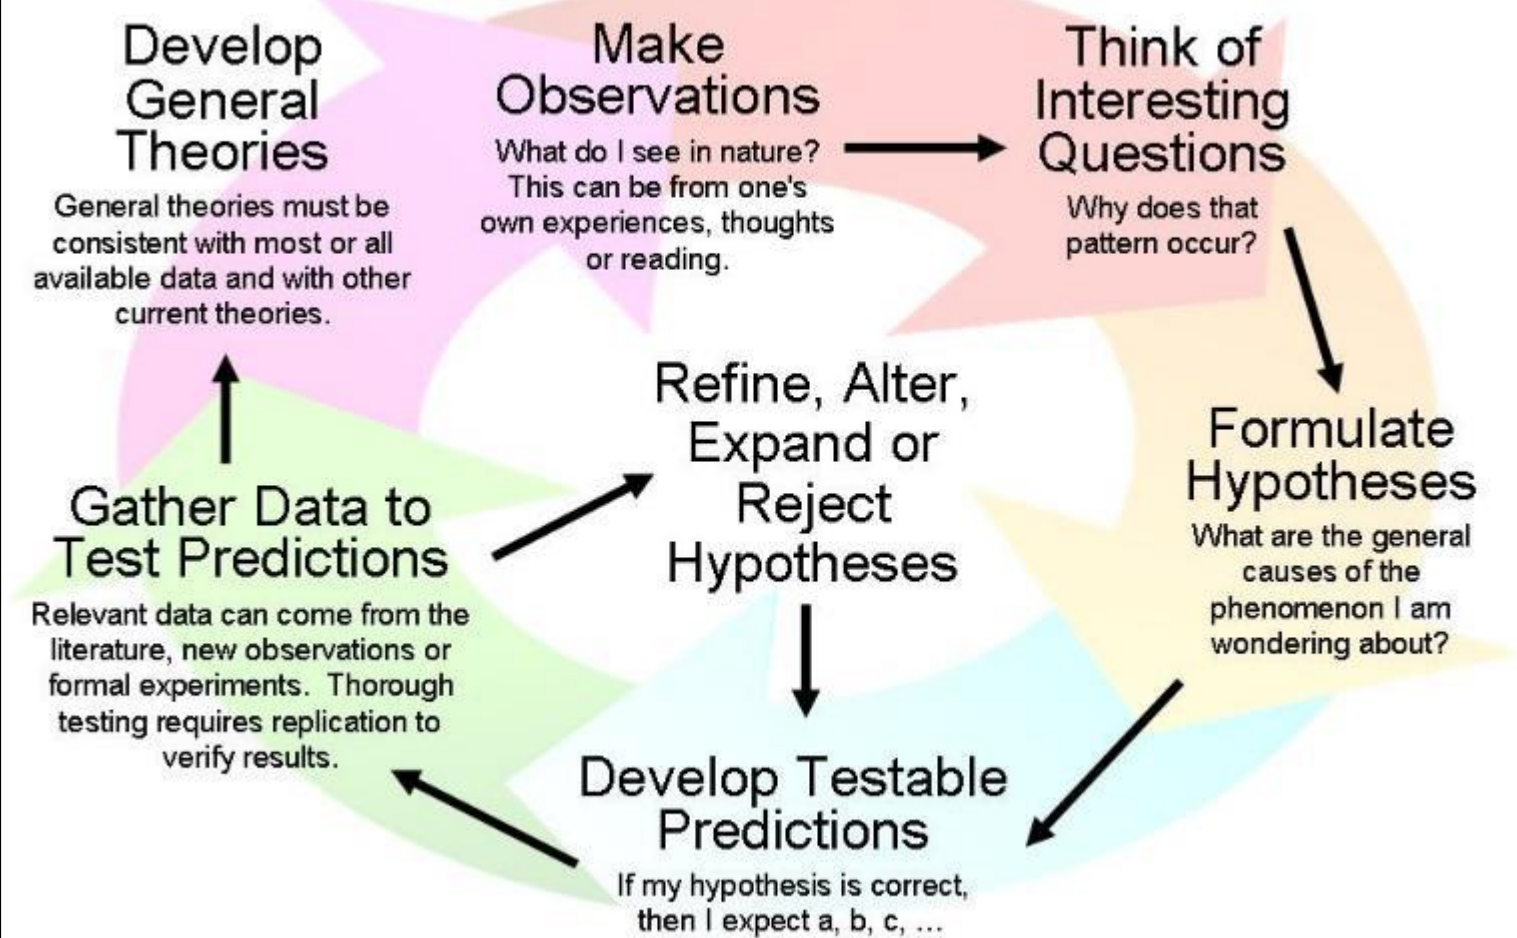 Develop
General
Theories
General theories must be
consistent with most or all
available data and with other
current theories.
Make
Observations
What do I see in nature?
This can be from one's
own experiences, thoughts
or reading.
Think of
Interesting
Questions
Why does that
pattern occur?
Refine, Alter,
Expand or
Reject
Hypotheses
Formulate
Hypotheses
What are the general
causes of the
phenomenon I am
wondering about?
Gather Data to
Test Predictions
Relevant data can come from the
literature, new observations or
formal experiments. Thorough
testing requires replication to
verify results.
Develop Testable
Predictions
If my hypothesis is correct,
then I expect a, b, c, ...